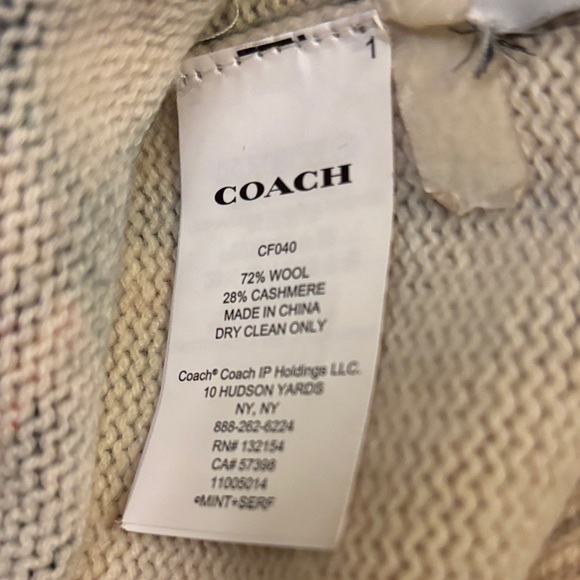 1
COACH
CF040
72% WOOL
28% CASHMERE
MADE IN CHINA
DRY CLEAN ONLY
Coach® Coach IP Holdings LLC.
10 HUDSON YARDS
NY, NY
888-262-6224
RN# 132154
CA# 57398
11005014
©MINT+SERF